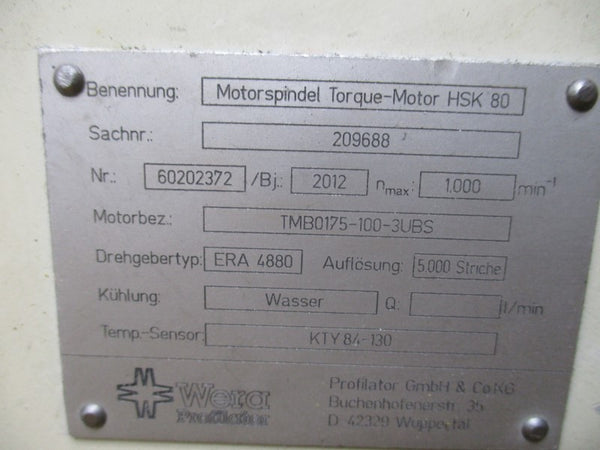 Benennung: Motorspindel Torque-Motor HSK 80
Sachnr.: 209688
Nr.: 60202372 /Bj.: 2012 nmax: 1.000 min-1
Motorbez.: TMB0175-100-3UBS
Drehgebertyp: ERA 4880 Auflösung: 5.000 Striche
Kühlung: Wasser Q: l/min
Temp.-Sensor: KTY 84-130
Wera Profilator GmbH & Co KG
Profilator Buchenhofenerstr. 35
D 42329 Wuppertal